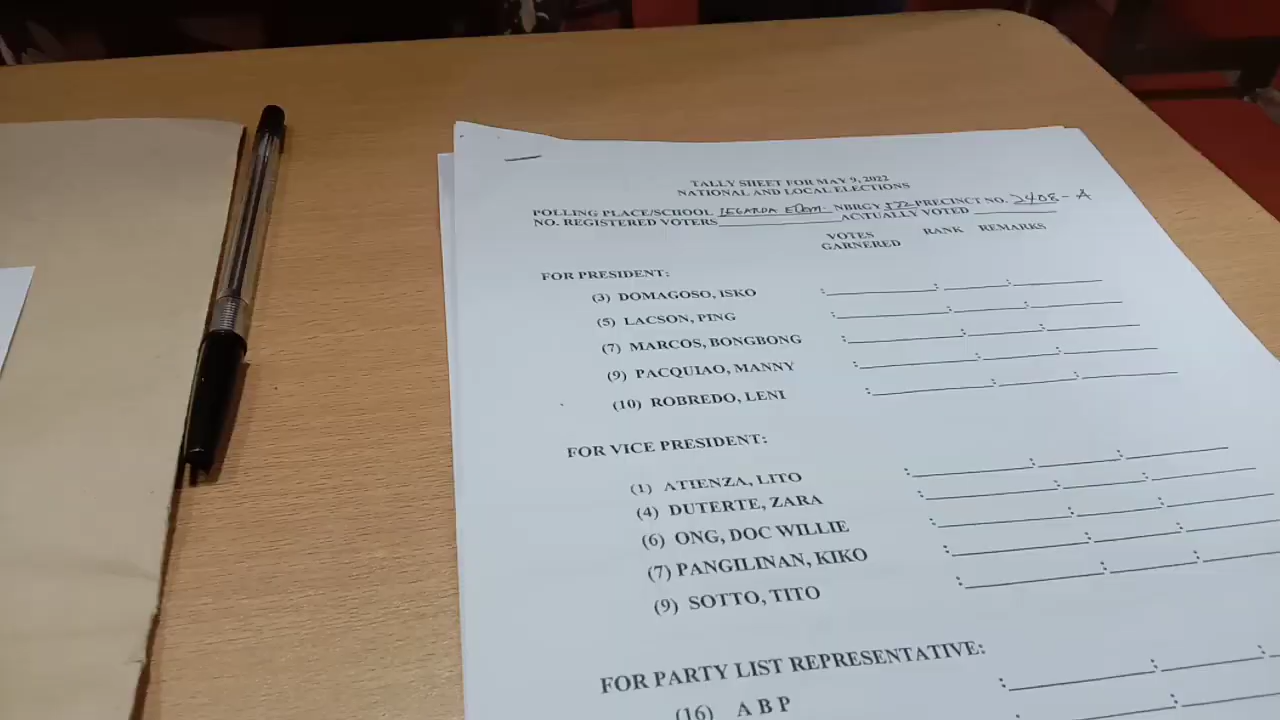 TALLY SHEET FOR MAY 9, 2022
NATIONAL AND LOCAL ELECTIONS
POLLING PLACE/SCHOOL LEGARDA ELEM. NBRGY 572 PRECINCT NO. 2408-A
NO. REGISTERED VOTERS ACTUALLY VOTED
VOTES GARNERED RANK REMARKS
FOR PRESIDENT:
(3) DOMAGOSO, ISKO
(5) LACSON, PING
(7) MARCOS, BONGBONG
(9) PACQUIAO, MANNY
(10) ROBREDO, LENI
FOR VICE PRESIDENT:
(1) ATIENZA, LITO
(4) DUTERTE, ZARA
(6) ONG, DOC WILLIE
(7) PANGILINAN, KIKO
(9) SOTTO, TITO
FOR PARTY LIST REPRESENTATIVE:
(16) A B P